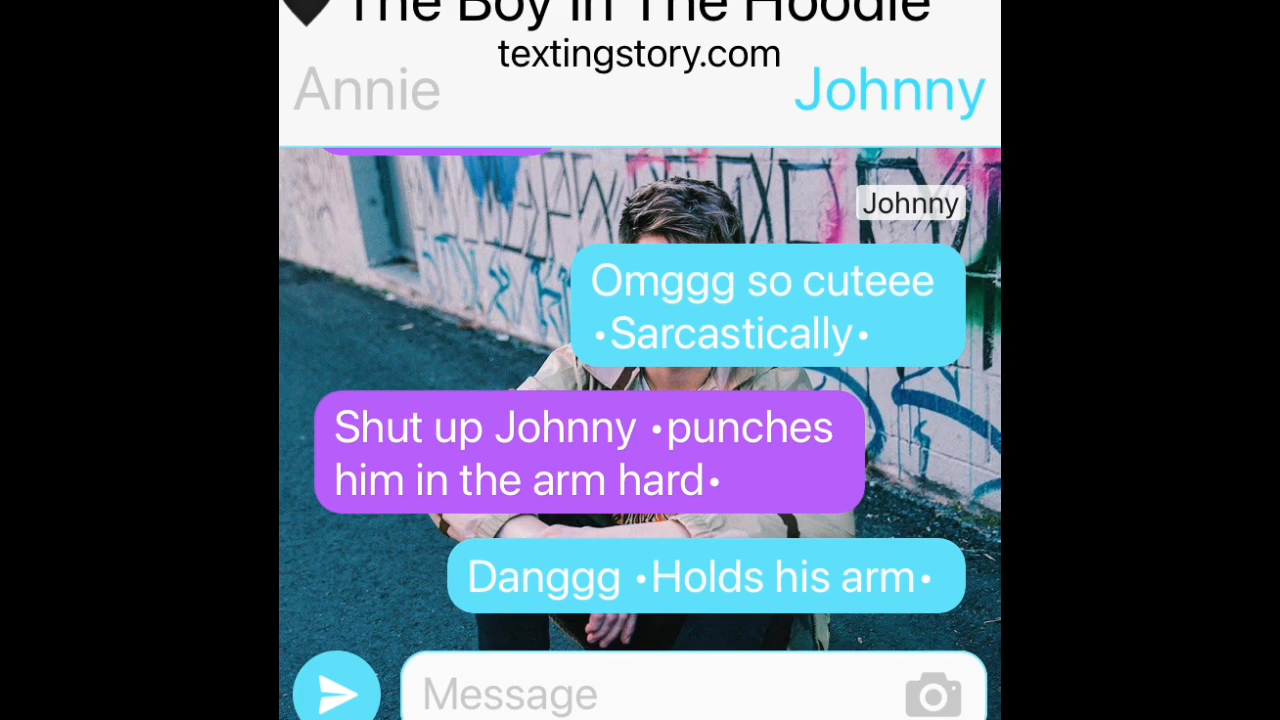 The Boy In The Hoodie
textingstory.com
Annie
Johnny
Johnny
Omggg so cuteee
•Sarcastically•
Shut up Johnny •punches
him in the arm hard•
Danggg •Holds his arm•
Message